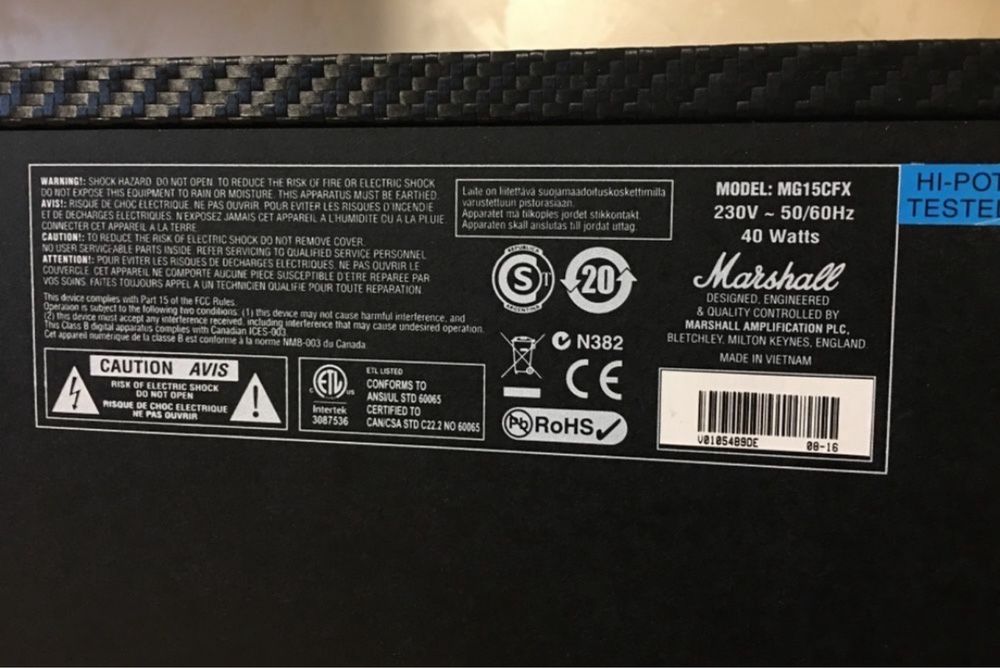 WARNING!: SHOCK HAZARD. DO NOT OPEN. TO REDUCE THE RISK OF FIRE OR ELECTRIC SHOCK
DO NOT EXPOSE THIS EQUIPMENT TO RAIN OR MOISTURE. THIS APPARATUS MUST BE EARTHED.
AVIS!: RISQUE DE CHOC ELECTRIQUE. NE PAS OUVRIR. POUR EVITER LES RISQUES D'INCENDIE
ET DE DECHARGES ELECTRIQUES, N'EXPOSEZ JAMAIS CET APPAREIL A L'HUMIDITE OU A LA PLUIE.
CONNECTER CET APPAREIL A LA TERRE.
CAUTION!: TO REDUCE THE RISK OF ELECTRIC SHOCK DO NOT REMOVE COVER.
NO USER SERVICEABLE PARTS INSIDE. REFER SERVICING TO QUALIFIED SERVICE PERSONNEL
ATTENTION!: POUR EVITER LES RISQUES DE DECHARGES ELECTRIQUES, NE PAS OUVRIR LE
COUVERCLE. CET APPAREIL NE COMPORTE AUCUNE PIECE SUSCEPTIBLE D'ETRE REPAREE PAR
VOS SOINS. FAITES TOUJOURS APPEL A UN TECHNICIEN QUALIFIE POUR TOUTE REPARATION.
This device complies with Part 15 of the FCC Rules.
Operation is subject to the following two conditions: (1) this device may not cause harmful interference, and
(2) this device must accept any interference received, including interference that may cause undesired operation.
This Class B digital apparatus complies with Canadian ICES-003.
Cet appareil numérique de la classe B est conforme à la norme NMB-003 du Canada.
CAUTION AVIS
RISK OF ELECTRIC SHOCK
DO NOT OPEN
RISQUE DE CHOC ELECTRIQUE
NE PAS OUVRIR
ETL
Intertek
3087536
ETL LISTED
CONFORMS TO
ANSI/UL STD 60065
CERTIFIED TO
CAN/CSA STD C22.2 NO 60065
Laite on liitettävä suojamaadoituskoskettimilla
varustettuun pistorasiaan.
Apparatet må tilkoples jordet stikkontakt.
Apparaten skall anslutas till jordat uttag.
REPUBLICA
S T
ARGENTINA
20
N382
CE
Pb RoHS
MODEL: MG15CFX
230V ~ 50/60Hz
40 Watts
Marshall
DESIGNED, ENGINEERED
& QUALITY CONTROLLED BY
MARSHALL AMPLIFICATION PLC,
BLETCHLEY, MILTON KEYNES, ENGLAND
MADE IN VIETNAM
V0105489DE 08-16
HI-POT
TESTE